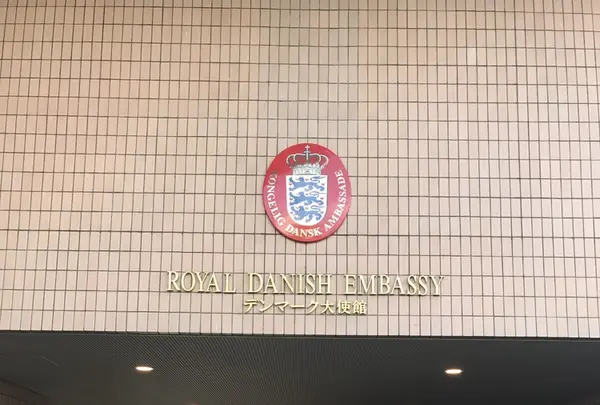 KONGELIG DANSK AMBASSADE
ROYAL DANISH EMBASSY
デンマーク大使館